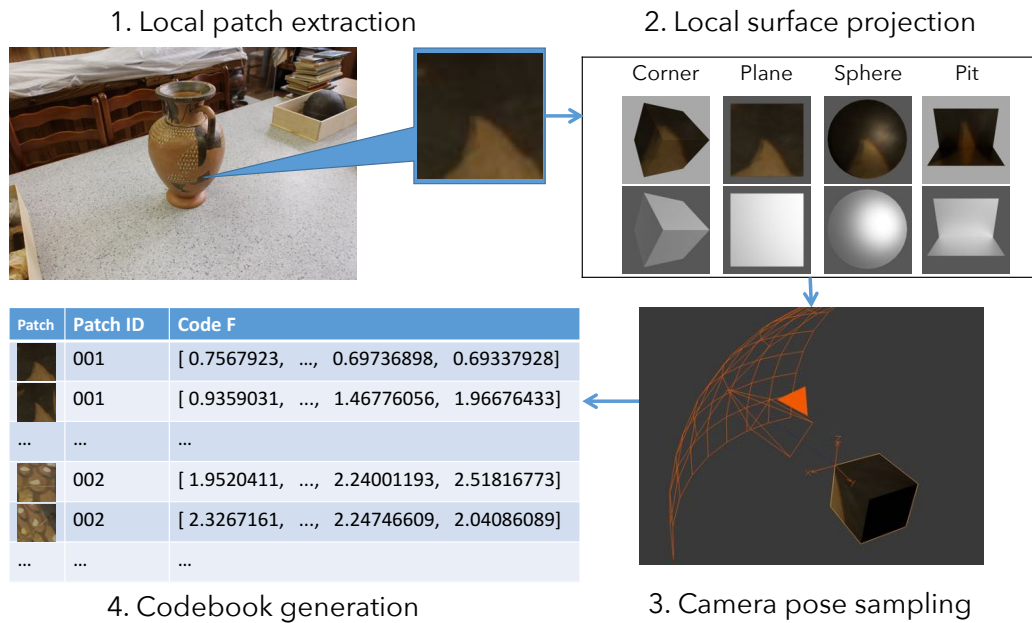 1. Local patch extraction
2. Local surface projection
Corner Plane Sphere Pit
Patch Patch ID Code F
001 [ 0.7567923, ..., 0.69736898, 0.69337928]
001 [ 0.9359031, ..., 1.46776056, 1.96676433]
... ... ...
002 [ 1.9520411, ..., 2.24001193, 2.51816773]
002 [ 2.3267161, ..., 2.24746609, 2.04086089]
... ... ...
4. Codebook generation
3. Camera pose sampling